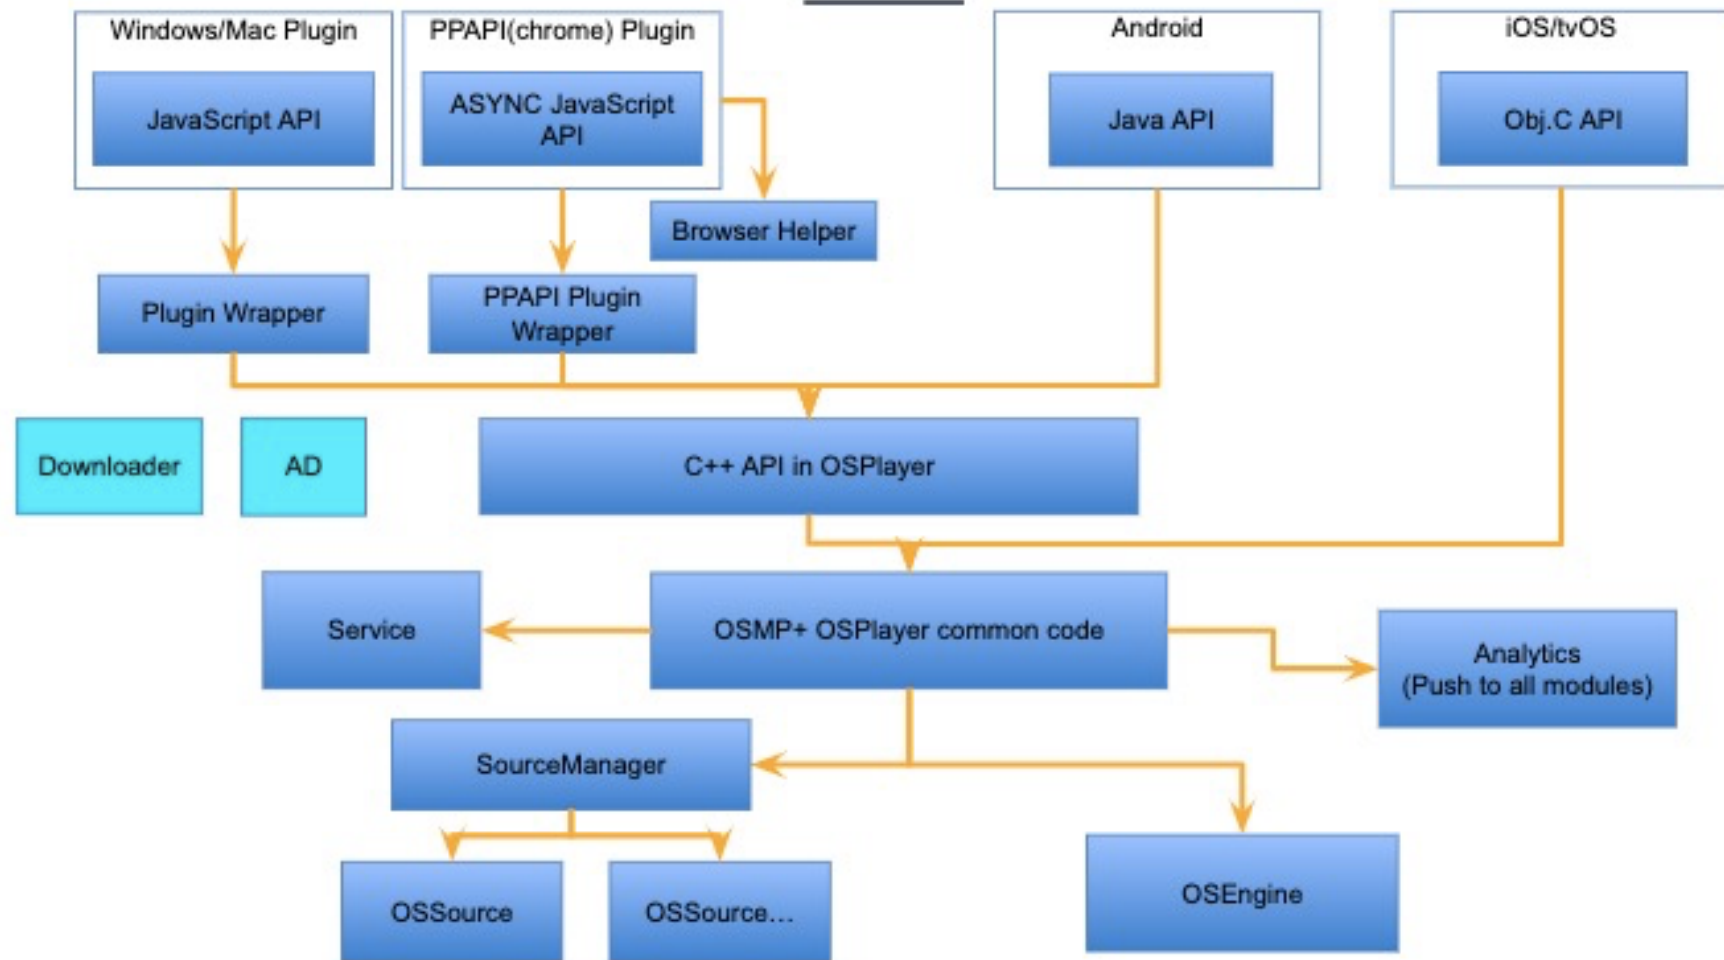 Windows/Mac Plugin
PPAPI(chrome) Plugin
Android
iOS/tvOS
JavaScript API
ASYNC JavaScript
API
Java API
Obj.C API
Browser Helper
Plugin Wrapper
PPAPI Plugin
Wrapper
Downloader
AD
C++ API in OSPlayer
Service
OSMP+ OSPlayer common code
Analytics
(Push to all modules)
SourceManager
OSSource
OSSource...
OSEngine